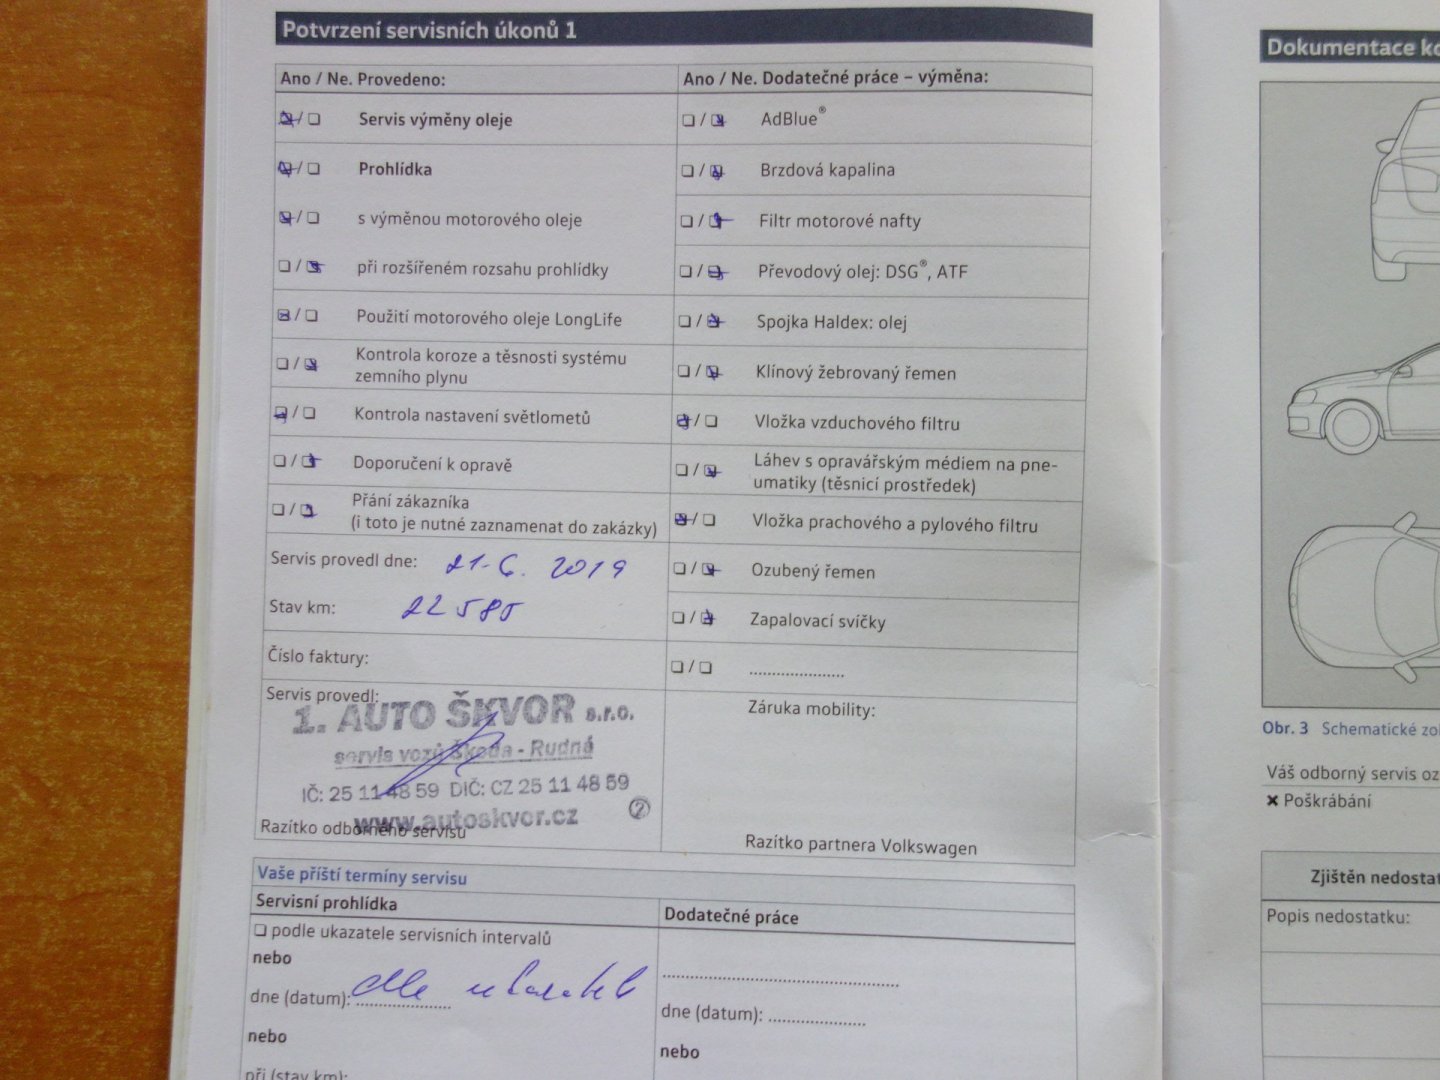 Potvrzení servisních úkonů 1
Ano / Ne. Provedeno:
Ano / Ne. Dodatečné práce – výměna:
Servis výměny oleje
AdBlue®
Prohlídka
Brzdová kapalina
s výměnou motorového oleje
Filtr motorové nafty
při rozšířeném rozsahu prohlídky
Převodový olej: DSG®, ATF
Použití motorového oleje LongLife
Spojka Haldex: olej
Kontrola koroze a těsnosti systému
zemního plynu
Klínový žebrovaný řemen
Kontrola nastavení světlometů
Vložka vzduchového filtru
Doporučení k opravě
Láhev s opravářským médiem na pne-
umatiky (těsnicí prostředek)
Přání zákazníka
(i toto je nutné zaznamenat do zakázky)
Vložka prachového a pylového filtru
Servis provedl dne: 21.6. 2019
Ozubený řemen
Stav km: 22 585
Zapalovací svíčky
Číslo faktury:
....................
Servis provedl:
1. AUTO ŠKVOR s.r.o.
servis vozů Škoda - Rudná
IČ: 25 11 48 59 DIČ: CZ 25 11 48 59
www.autoskvor.cz
2
Razítko odborného servisu
Záruka mobility:
Razítko partnera Volkswagen
Vaše příští termíny servisu
Servisní prohlídka
Dodatečné práce
podle ukazatele servisních intervalů
nebo
dne (datum): dle ukazatele
nebo
při (stav km):
dne (datum): ....................
nebo
Dokumentace
Obr. 3 Schematické
Váš odborný servis
✖ Poškrábání
Zjištěn
Popis nedostatku: